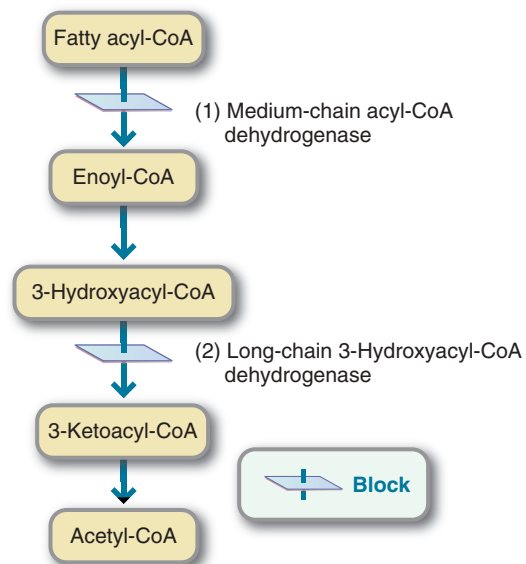 Fatty acyl-CoA
(1) Medium-chain acyl-CoA
dehydrogenase
Enoyl-CoA
3-Hydroxyacyl-CoA
(2) Long-chain 3-Hydroxyacyl-CoA
dehydrogenase
3-Ketoacyl-CoA
Block
Acetyl-CoA